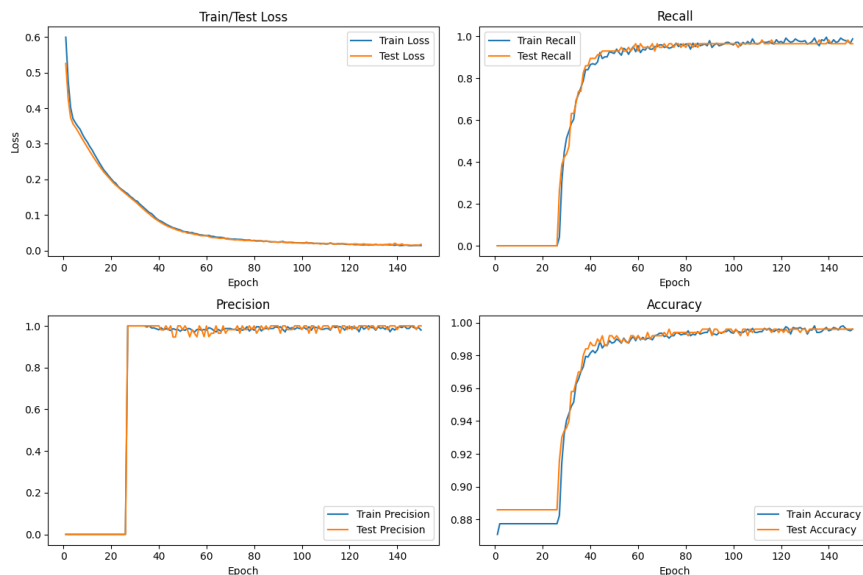 Train/Test Loss
0.6
0.5
0.4
0.3
0.2
0.1
0.0
Loss
0 20 40 60 80 100 120 140
Epoch
Train Loss
Test Loss
Recall
1.0
0.8
0.6
0.4
0.2
0.0
0 20 40 60 80 100 120 140
Epoch
Train Recall
Test Recall
Precision
1.0
0.8
0.6
0.4
0.2
0.0
0 20 40 60 80 100 120 140
Epoch
Train Precision
Test Precision
Accuracy
1.00
0.98
0.96
0.94
0.92
0.90
0.88
0 20 40 60 80 100 120 140
Epoch
Train Accuracy
Test Accuracy